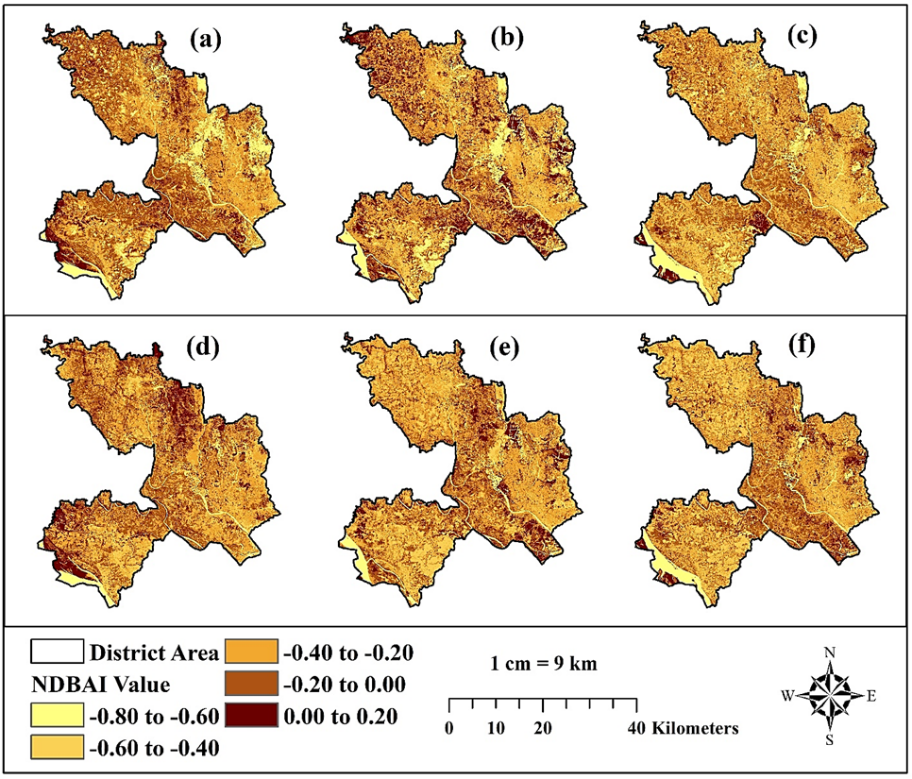 (a) (b) (c)
(d) (e) (f)
District Area
NDBAI Value
-0.80 to -0.60
-0.60 to -0.40
-0.40 to -0.20
-0.20 to 0.00
0.00 to 0.20
1 cm = 9 km
0 10 20 40 Kilometers
N
W E
S